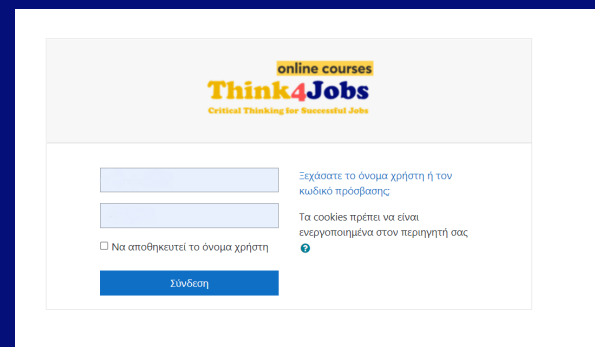 online courses
Think4Jobs
Critical Thinking for Successful Jobs
Ξεχάσατε το όνομα χρήστη ή τον
κωδικό πρόσβασης;
Τα cookies πρέπει να είναι
ενεργοποιημένα στον περιηγητή σας
?
Να αποθηκευτεί το όνομα χρήστη
Σύνδεση